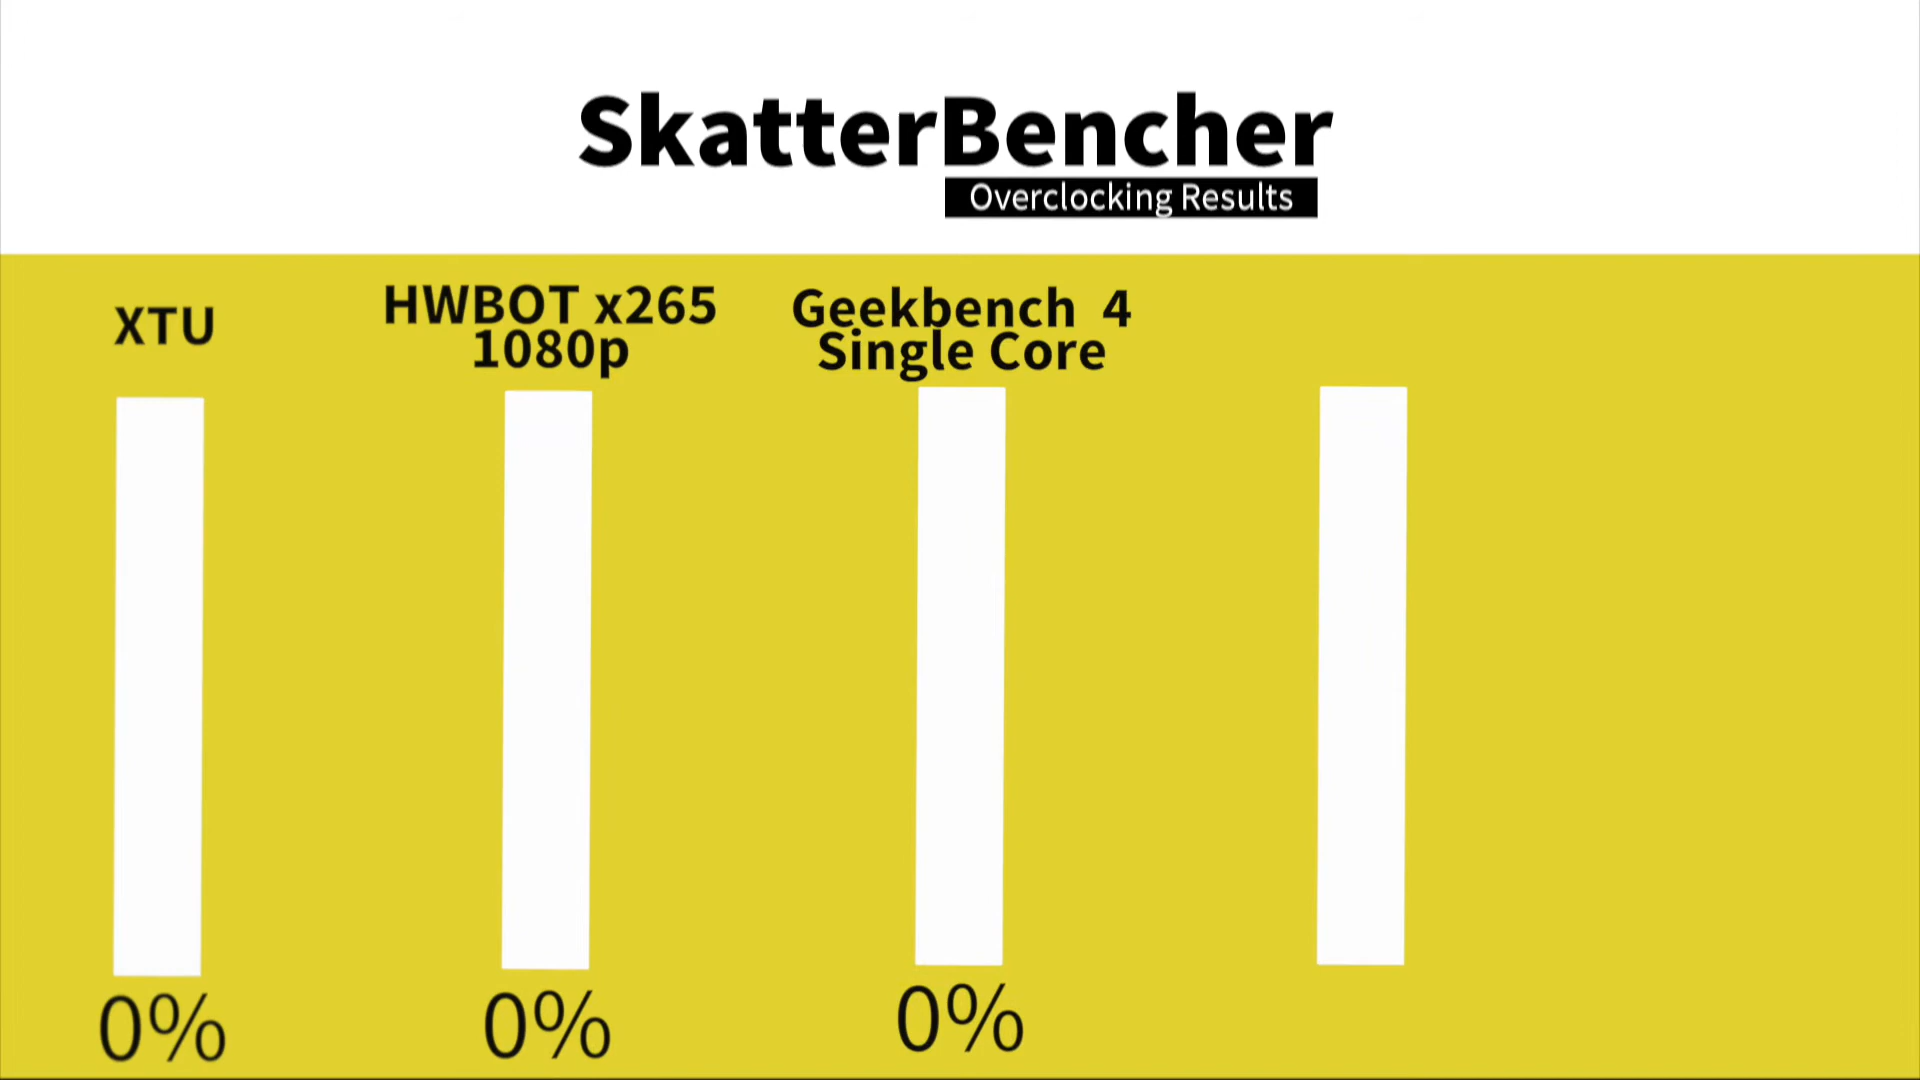 SkatterBencher
Overclocking Results
XTU
HWBOT x265
1080p
Geekbench 4
Single Core
0%
0%
0%